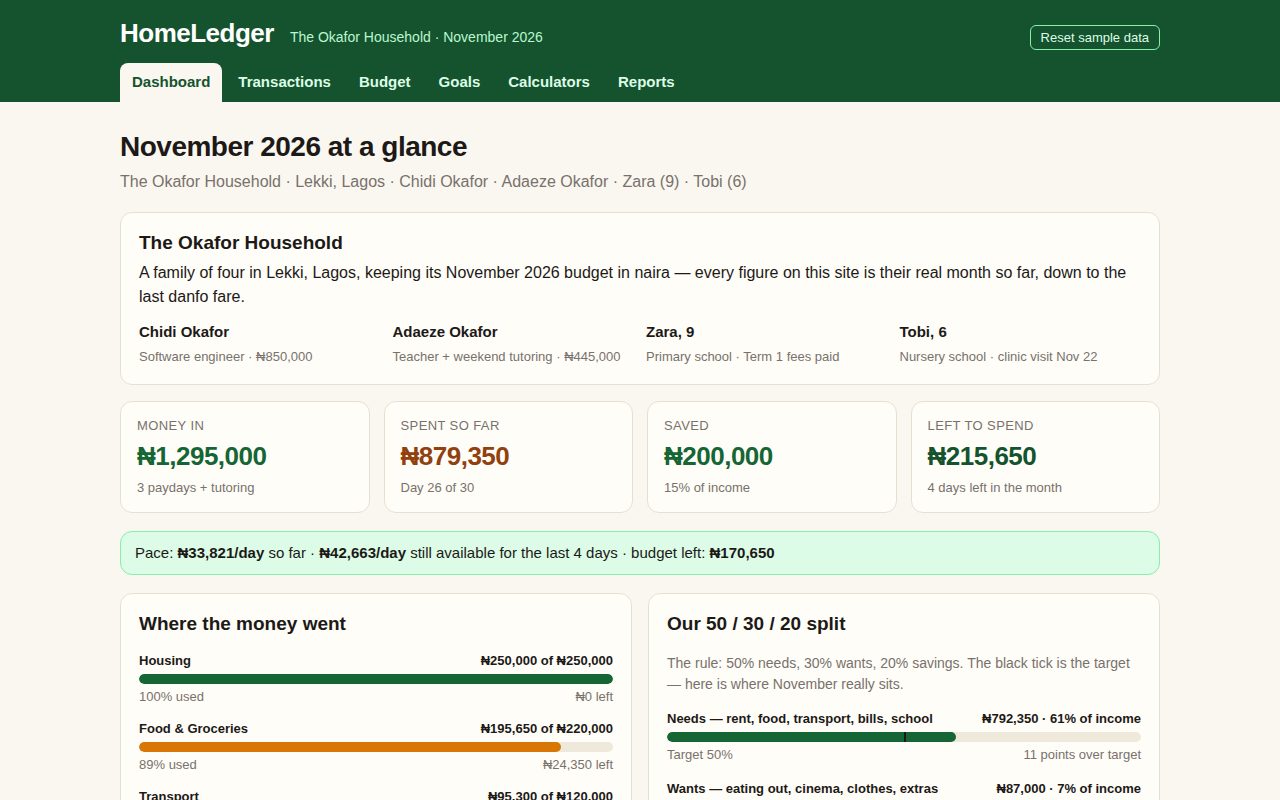 HomeLedger The Okafor Household · November 2026 Reset sample data
Dashboard Transactions Budget Goals Calculators Reports
November 2026 at a glance
The Okafor Household · Lekki, Lagos · Chidi Okafor · Adaeze Okafor · Zara (9) · Tobi (6)
The Okafor Household
A family of four in Lekki, Lagos, keeping its November 2026 budget in naira — every figure on this site is their real month so far, down to the
last danfo fare.
Chidi Okafor
Software engineer · ₦850,000
Adaeze Okafor
Teacher + weekend tutoring · ₦445,000
Zara, 9
Primary school · Term 1 fees paid
Tobi, 6
Nursery school · clinic visit Nov 22
MONEY IN
₦1,295,000
3 paydays + tutoring
SPENT SO FAR
₦879,350
Day 26 of 30
SAVED
₦200,000
15% of income
LEFT TO SPEND
₦215,650
4 days left in the month
Pace: ₦33,821/day so far · ₦42,663/day still available for the last 4 days · budget left: ₦170,650
Where the money went
Housing ₦250,000 of ₦250,000
100% used ₦0 left
Food & Groceries ₦195,650 of ₦220,000
89% used ₦24,350 left
Transport ₦95,300 of ₦120,000
Our 50 / 30 / 20 split
The rule: 50% needs, 30% wants, 20% savings. The black tick is the target
— here is where November really sits.
Needs — rent, food, transport, bills, school ₦792,350 · 61% of income
Target 50% 11 points over target
Wants — eating out, cinema, clothes, extras ₦87,000 · 7% of income